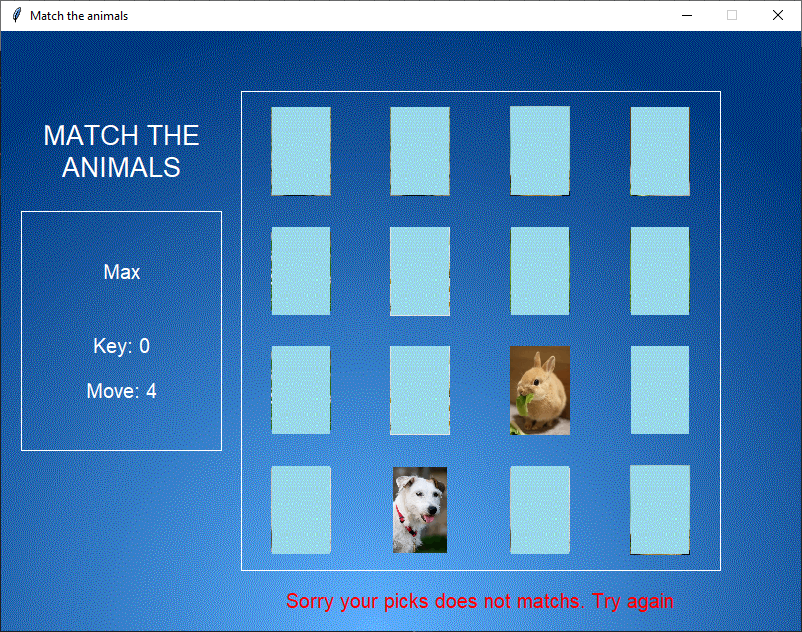 Match the animals
MATCH THE
ANIMALS
Max
Key: 0
Move: 4
Sorry your picks does not matchs. Try again